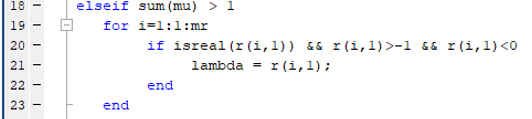 18 - elseif sum(mu) > 1
19 - for i=1:1:mr
20 - if isreal(r(i,1)) && r(i,1)>-1 && r(i,1)<0
21 - lambda = r(i,1);
22 - end
23 - end